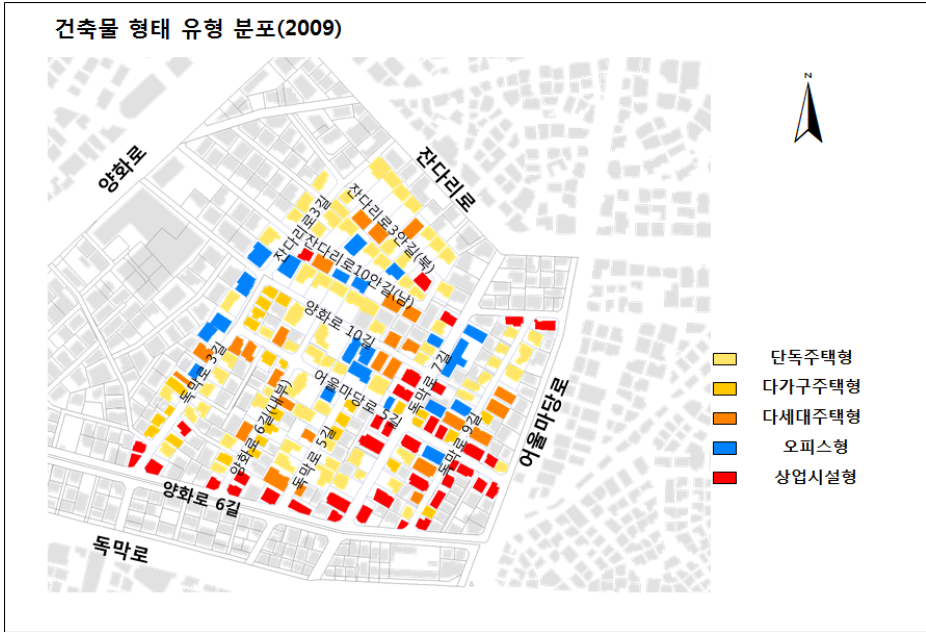 건축물 형태 유형 분포(2009)
N
양화로
잔다리로
잔다리로3길
잔다리로3안길(북)
잔다리로10안길(남)
양화로 10길
어울마당로 5길
독막로 7길
독막로 3길
양화로 6길(내부)
독막로 5길
독막로 9길
어울마당로
양화로 6길
독막로
단독주택형
다가구주택형
다세대주택형
오피스형
상업시설형